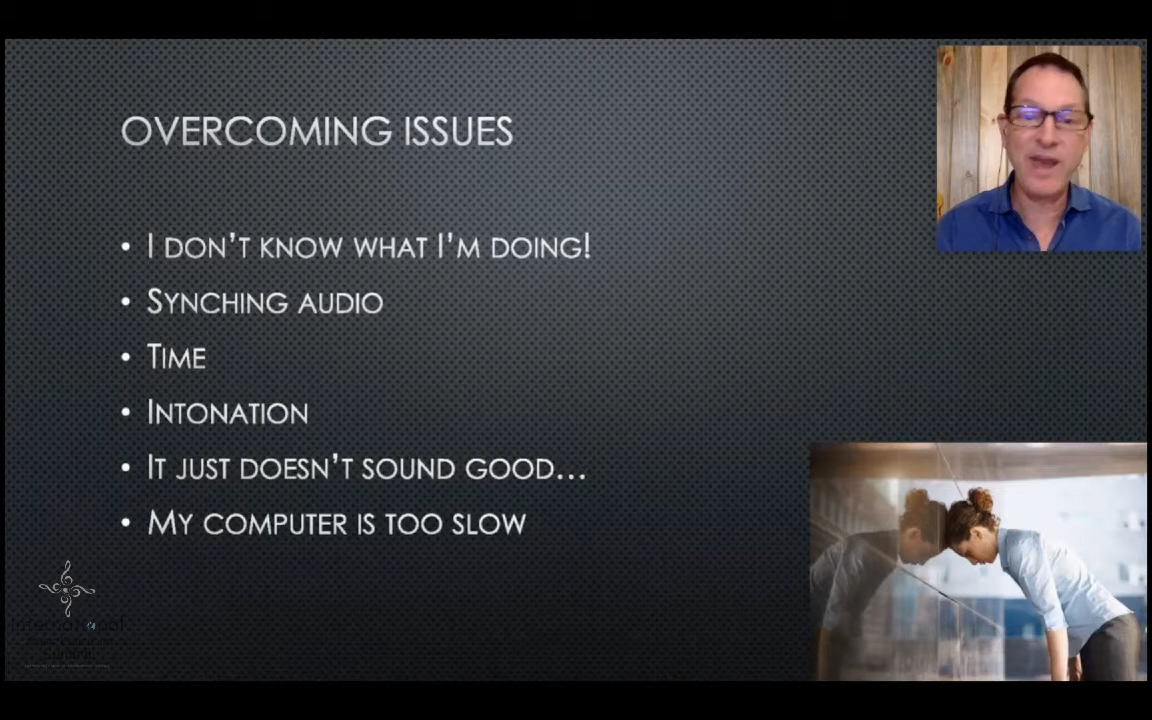 OVERCOMING ISSUES
• I DON'T KNOW WHAT I'M DOING!
• SYNCHING AUDIO
• TIME
• INTONATION
• IT JUST DOESN'T SOUND GOOD...
• MY COMPUTER IS TOO SLOW
International